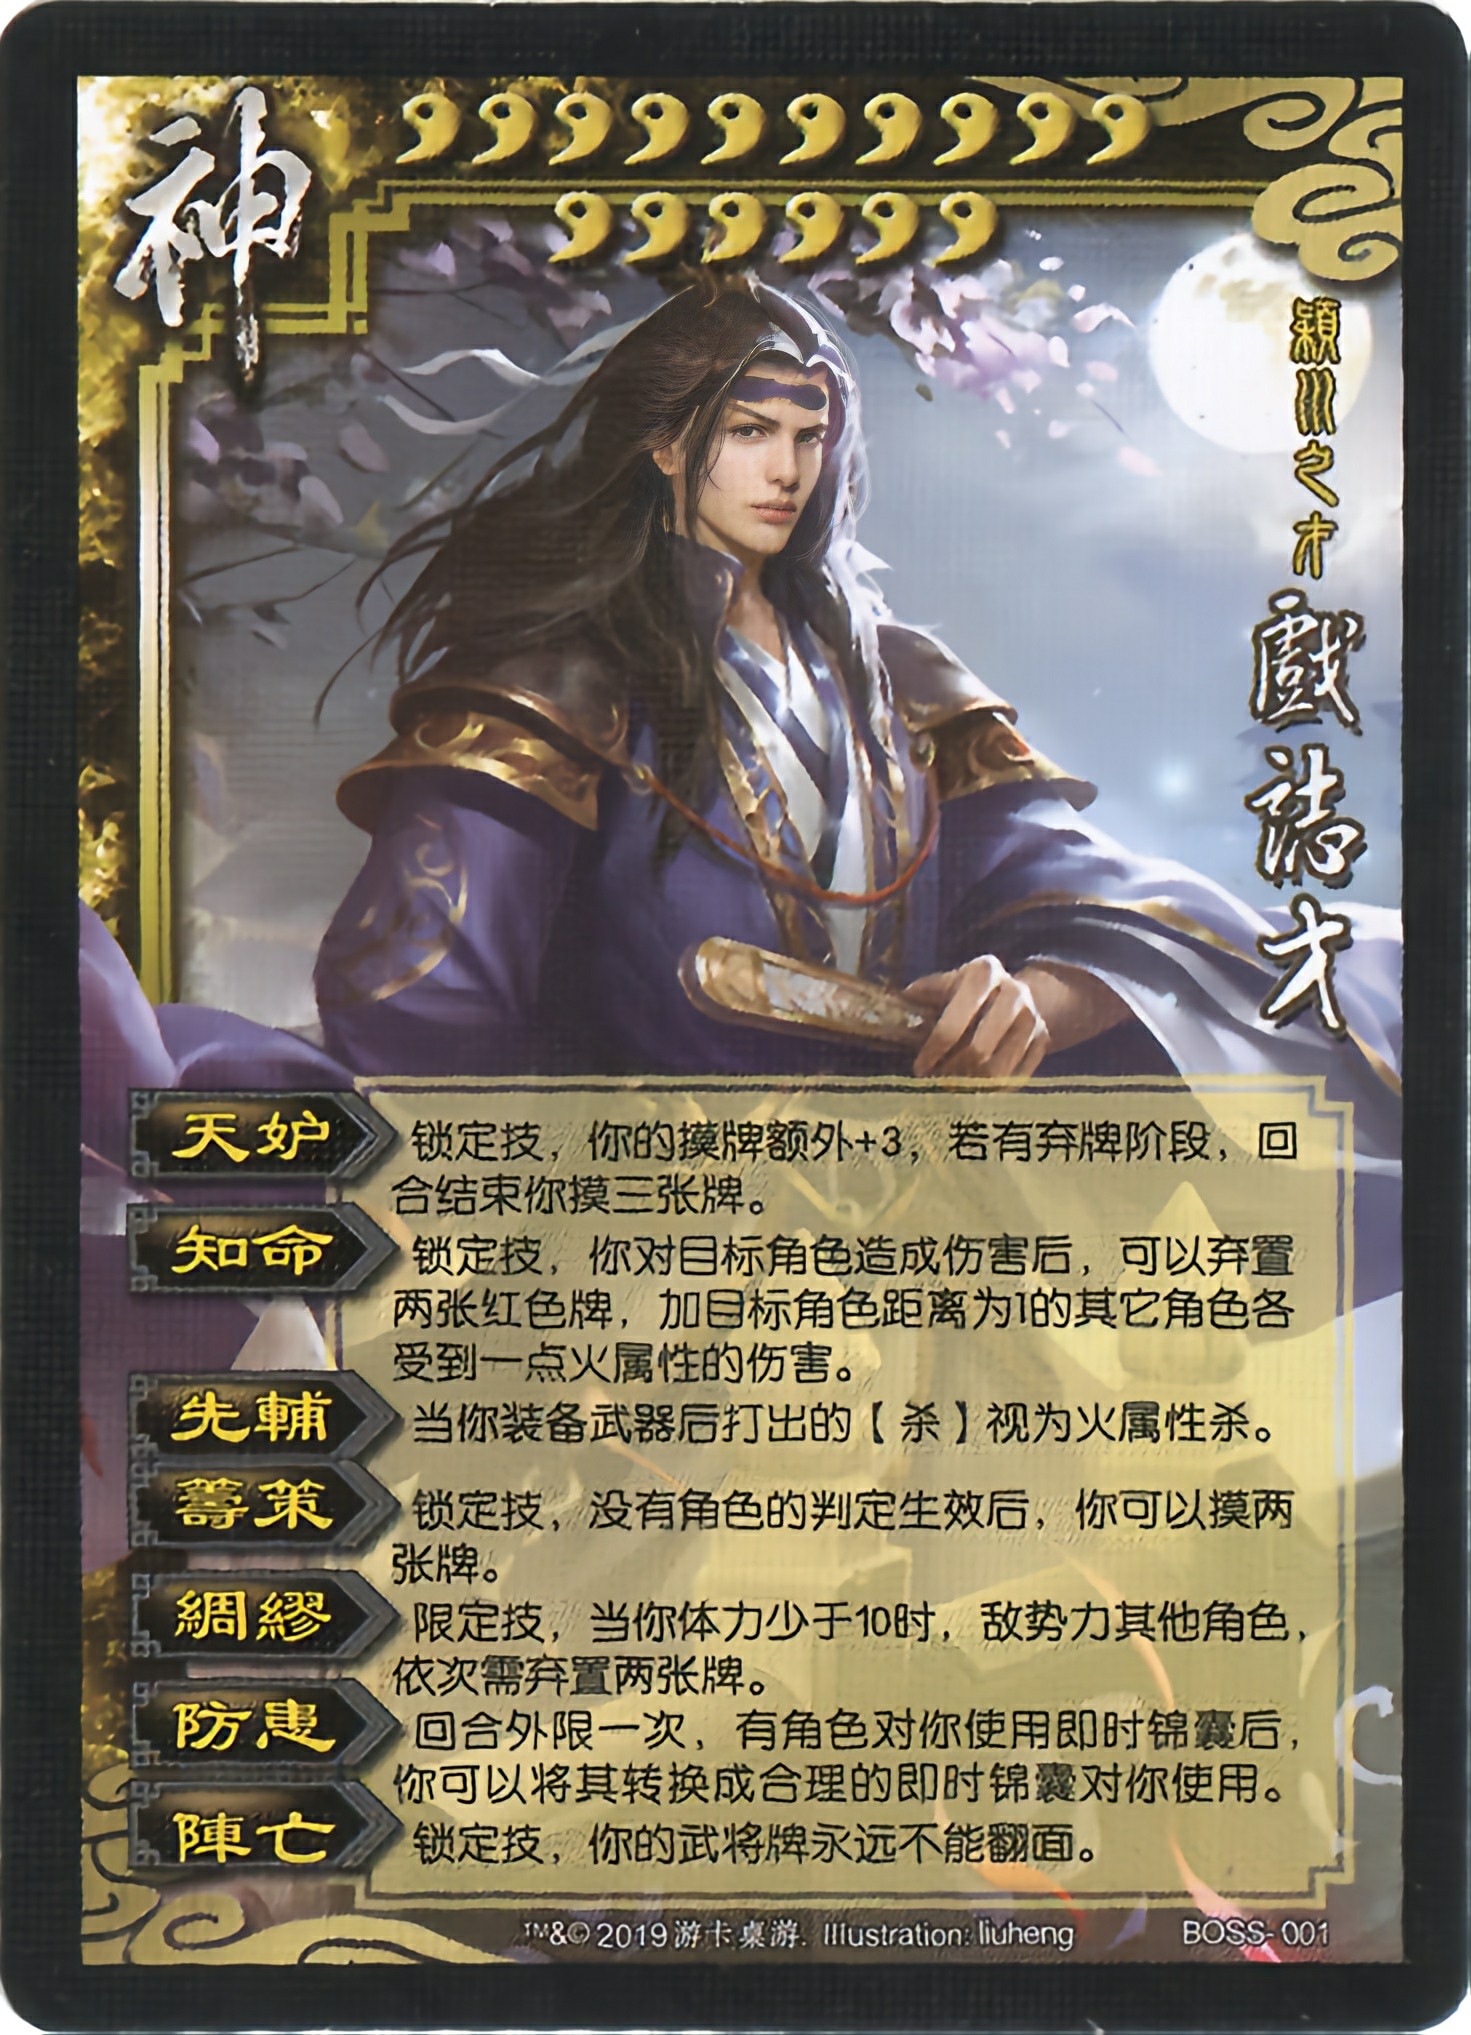 神
潁川之才
戲誌才
天妒
锁定技，你的摸牌额外+3，若有弃牌阶段，回
合结束你摸三张牌。
知命
锁定技，你对目标角色造成伤害后，可以弃置
两张红色牌，加目标角色距离为1的其它角色各
受到一点火属性的伤害。
先輔
当你装备武器后打出的【杀】视为火属性杀。
籌策
锁定技，没有角色的判定生效后，你可以摸两
张牌。
綢繆
限定技，当你体力少于10时，敌势力其他角色，
依次需弃置两张牌。
防患
回合外限一次，有角色对你使用即时锦囊后，
你可以将其转换成合理的即时锦囊对你使用。
陣亡
锁定技，你的武将牌永远不能翻面。
™&© 2019 游卡桌游. Illustration: liuheng
BOSS- 001